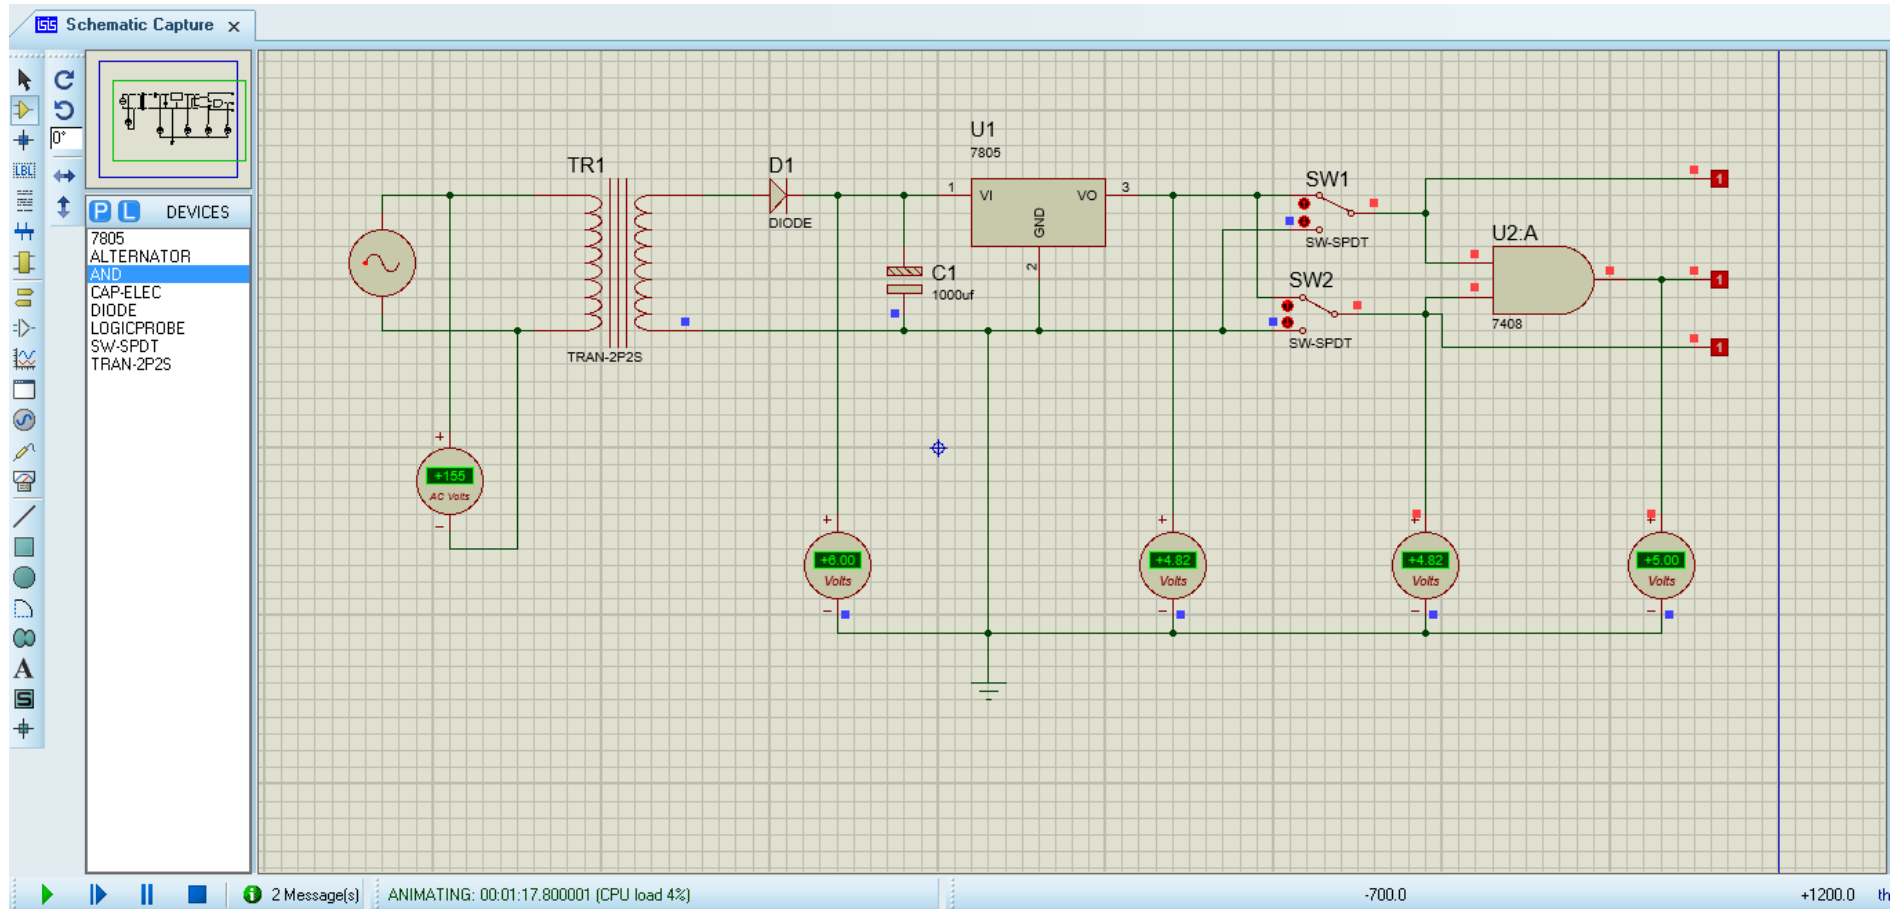 Schematic Capture
0°
LBL
P L DEVICES
7805
ALTERNATOR
AND
CAP-ELEC
DIODE
LOGICPROBE
SW-SPDT
TRAN-2P2S
TR1
TRAN-2P2S
D1
DIODE
U1
7805
1
VI
VO
3
GND
2
C1
1000uf
SW1
SW-SPDT
SW2
SW-SPDT
U2:A
7408
1
1
1
+
+155
AC Volts
−
+
+6.00
Volts
−
+
+4.82
Volts
−
+
+4.82
Volts
−
+
+5.00
Volts
−
A
S
2 Message(s)
ANIMATING: 00:01:17.800001 (CPU load 4%)
-700.0
+1200.0
th